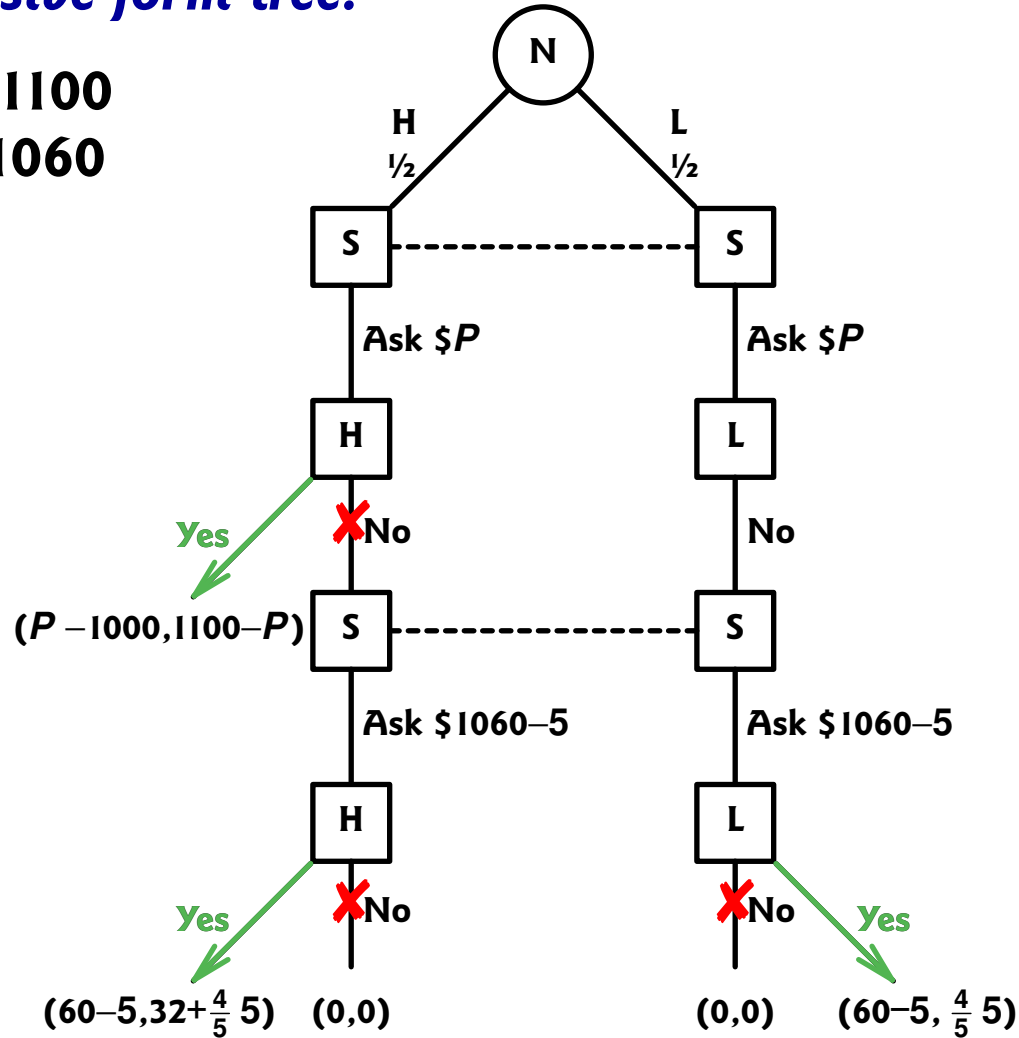 form tree:
1100
1060
N
H L
½ ½
S S
Ask $P Ask $P
H L
Yes No No
(P –1000,1100–P) S S
Ask $1060–5 Ask $1060–5
H L
Yes No No Yes
(60–5,32+4/5 5) (0,0) (0,0) (60–5, 4/5 5)